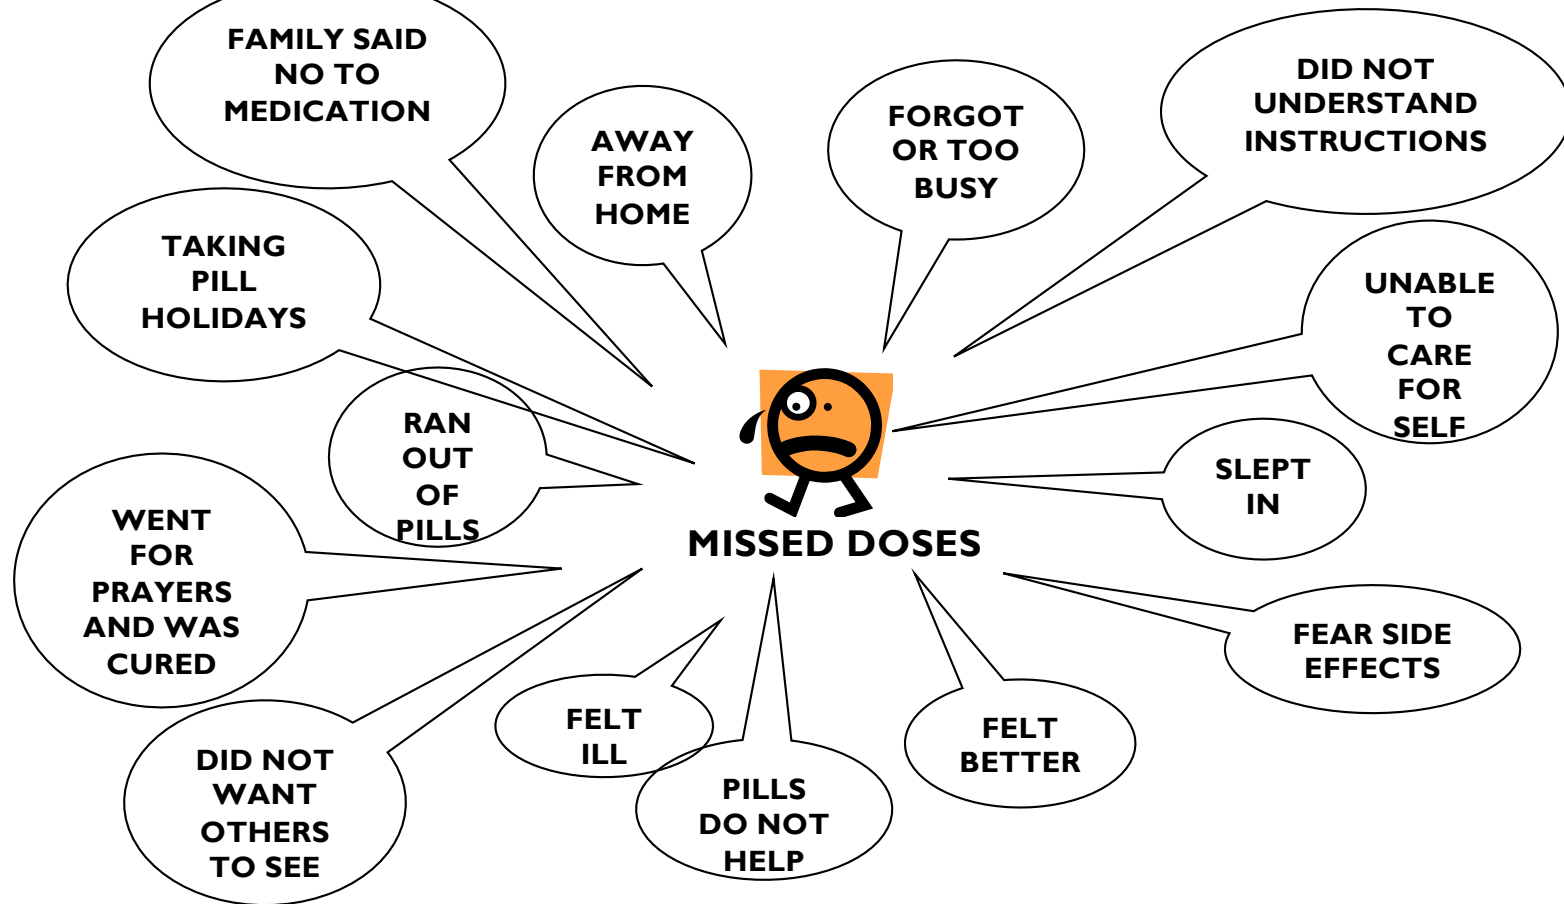 FAMILY SAID
NO TO
MEDICATION
AWAY
FROM
HOME
FORGOT
OR TOO
BUSY
DID NOT
UNDERSTAND
INSTRUCTIONS
TAKING
PILL
HOLIDAYS
UNABLE
TO
CARE
FOR
SELF
RAN
OUT
OF
PILLS
SLEPT
IN
WENT
FOR
PRAYERS
AND WAS
CURED
MISSED DOSES
FEAR SIDE
EFFECTS
DID NOT
WANT
OTHERS
TO SEE
FELT
ILL
PILLS
DO NOT
HELP
FELT
BETTER